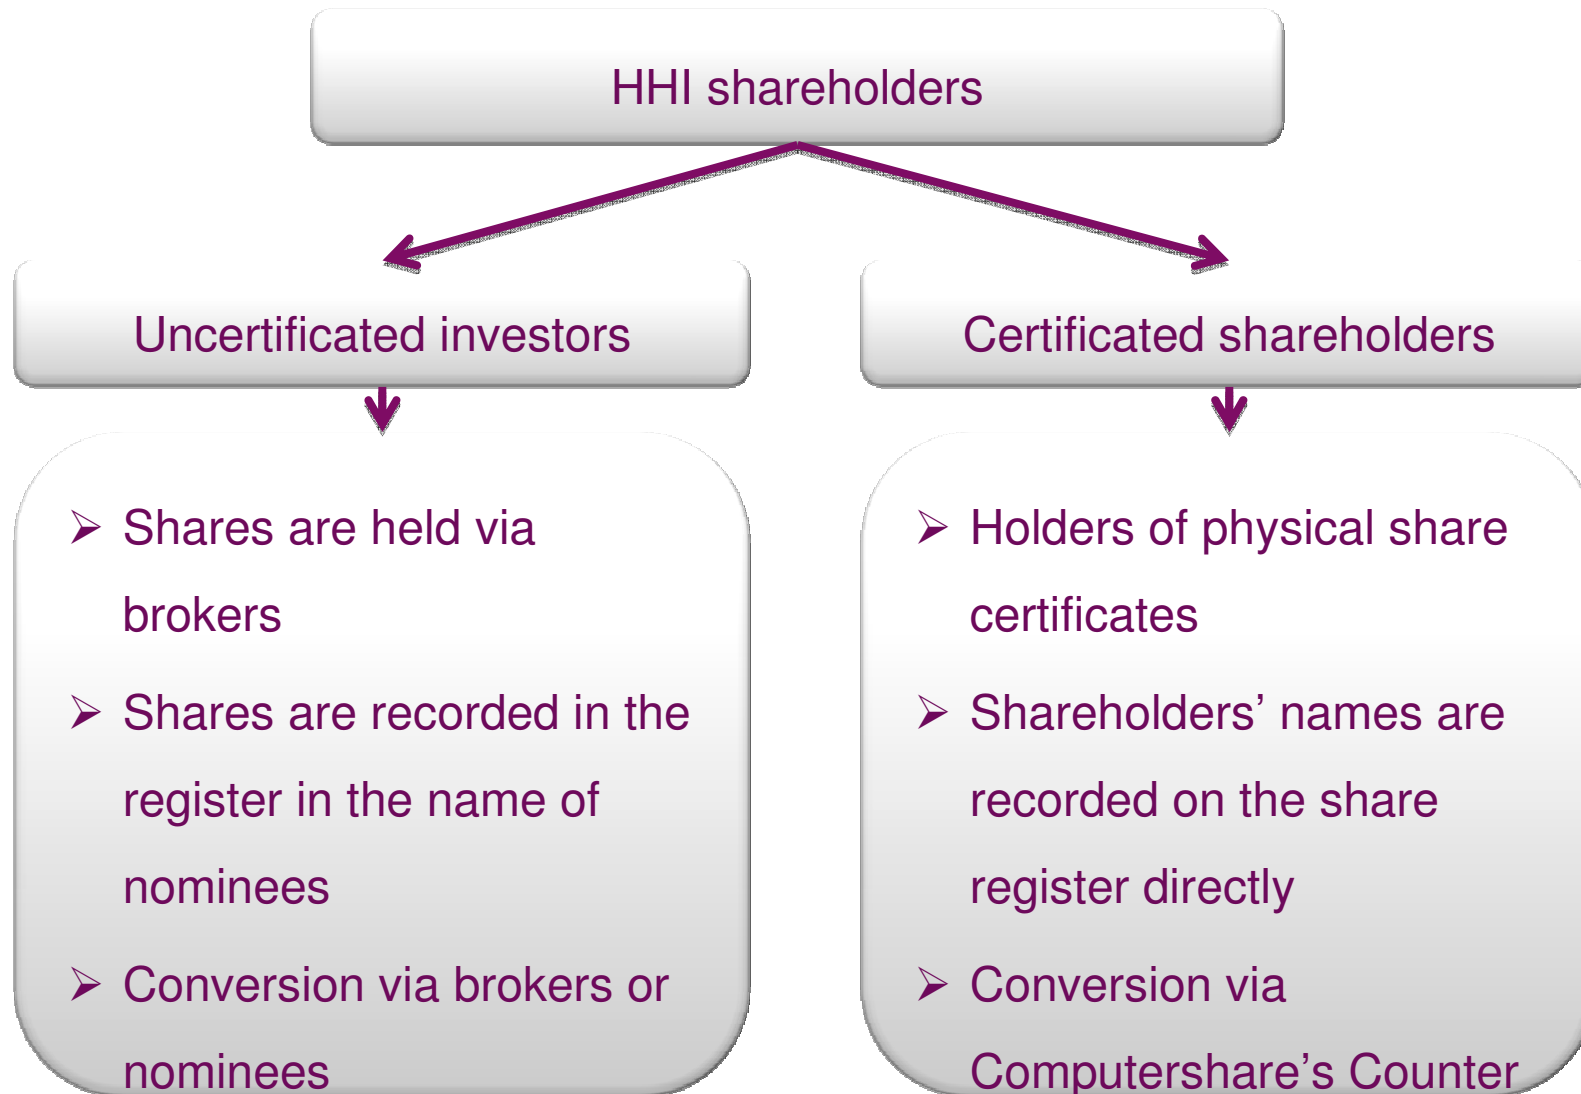 HHI shareholders
Uncertificated investors
Certificated shareholders
➢ Shares are held via
brokers
➢ Shares are recorded in the
register in the name of
nominees
➢ Conversion via brokers or
nominees
➢ Holders of physical share
certificates
➢ Shareholders’ names are
recorded on the share
register directly
➢ Conversion via
Computershare’s Counter